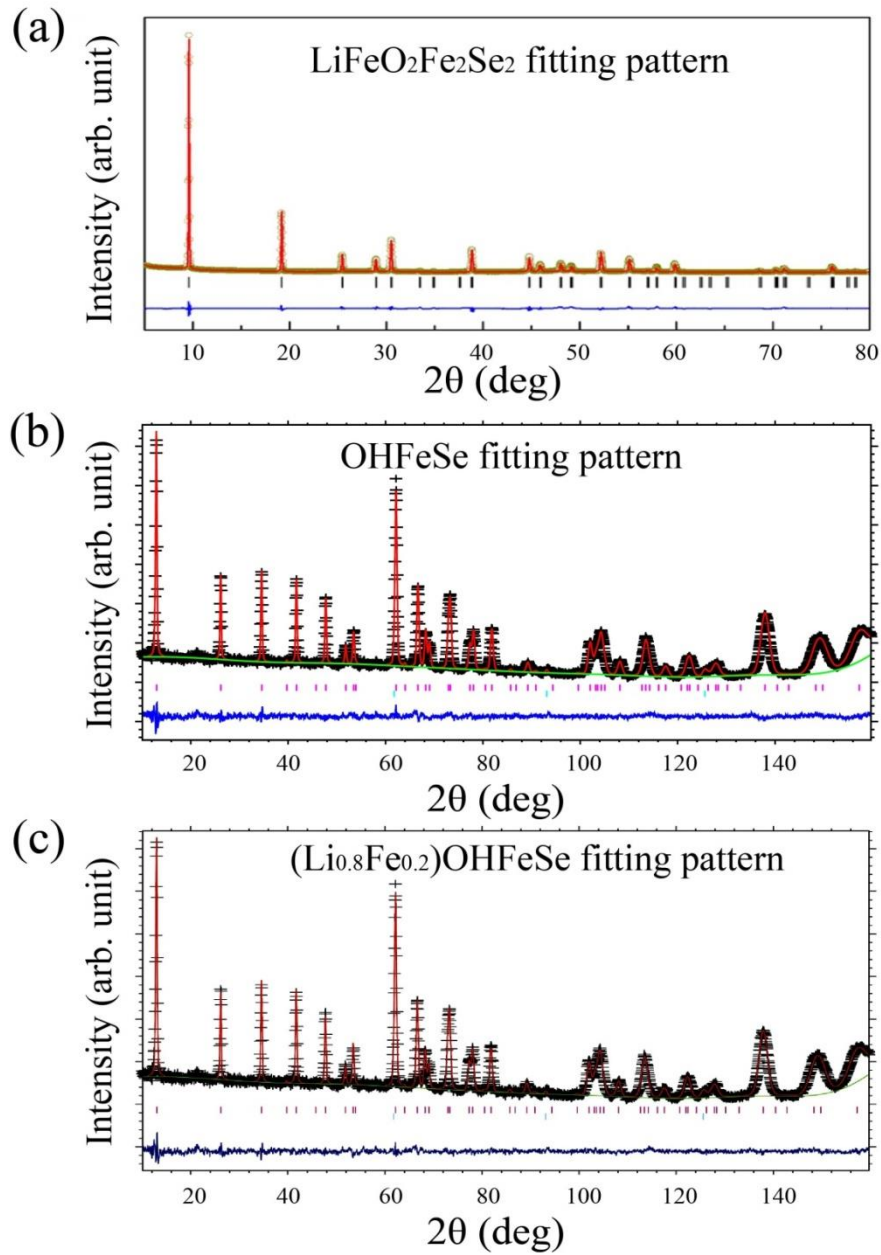 (a)
LiFeO₂Fe₂Se₂ fitting pattern
Intensity (arb. unit)
10 20 30 40 50 60 70 80
2θ (deg)
(b)
OHFeSe fitting pattern
Intensity (arb. unit)
20 40 60 80 100 120 140
2θ (deg)
(c)
(Li₀.₈Fe₀.₂)OHFeSe fitting pattern
Intensity (arb. unit)
20 40 60 80 100 120 140
2θ (deg)